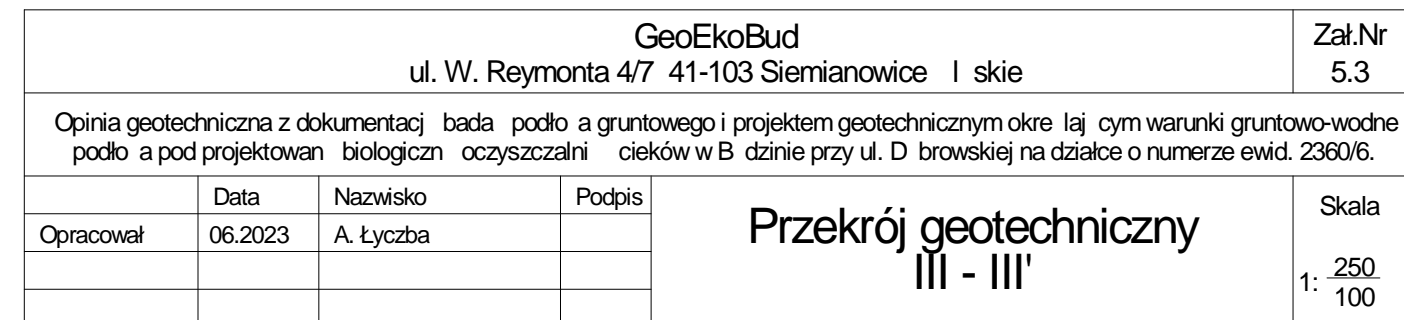 GeoEkoBud
Zał.Nr
ul. W. Reymonta 4/7 41-103 Siemianowice l skie
5.3
Opinia geotechniczna z dokumentacj bada podło a gruntowego i projektem geotechnicznym okre laj cym warunki gruntowo-wodne
podło a pod projektowan biologiczn oczyszczalni cieków w B dzinie przy ul. D browskiej na działce o numerze ewid. 2360/6.
Data Nazwisko Podpis
Opracował 06.2023 A. Łyczba
Przekrój geotechniczny
III - III'
Skala
1: 250
100